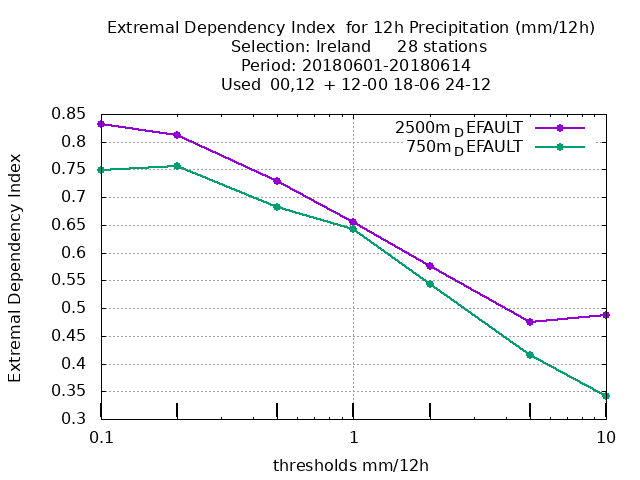 Extremal Dependency Index  for 12h Precipitation (mm/12h)
Selection: Ireland     28 stations
Period: 20180601-20180614
Used  00,12  + 12-00 18-06 24-12
2500m_DEFAULT
750m_DEFAULT
Extremal Dependency Index
0.85
0.8
0.75
0.7
0.65
0.6
0.55
0.5
0.45
0.4
0.35
0.3
0.1 1 10
thresholds mm/12h